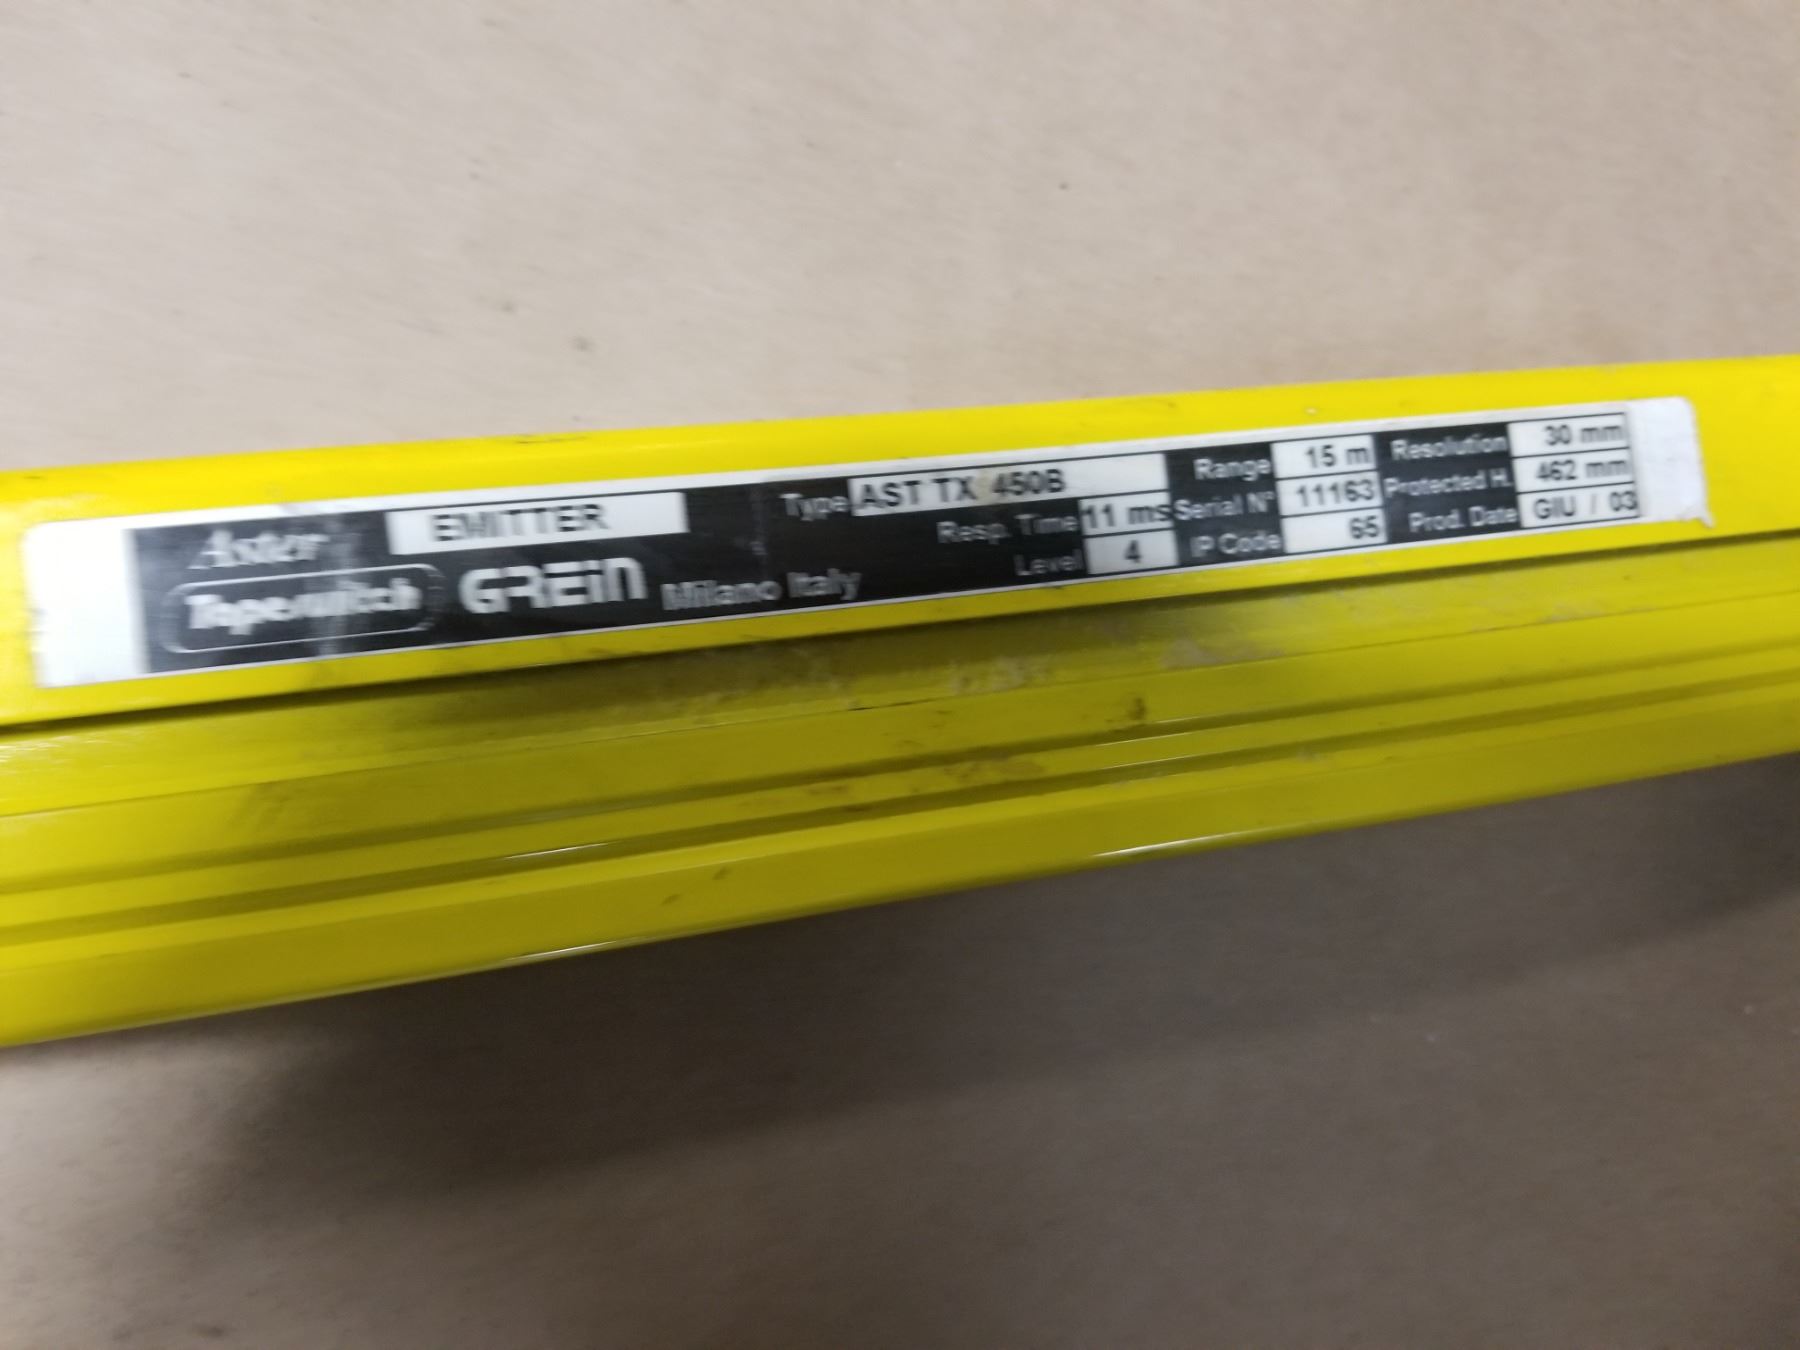 Aster EMITTER
Tapeswitch GREIN Milano Italy
Type AST TX 450B
Resp. Time 11 ms
Level 4
Range 15 m
Serial N° 11163
IP Code 65
Resolution 30 mm
Protected H. 462 mm
Prod. Date GIU / 03